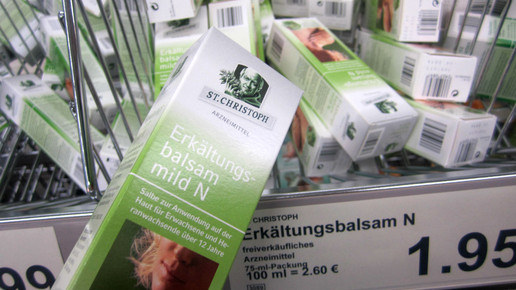 ST.CHRISTOPH
ARZNEIMITTEL
Erkältungs-
balsam
mild N
Salbe zur Anwendung auf der
Haut für Erwachsene und He-
ranwachsende über 12 Jahre
CHRISTOPH
Erkältungsbalsam N
freiverkäufliches
Arzneimittel
75-ml-Packung
100 ml = 2.60 €
1.95
99